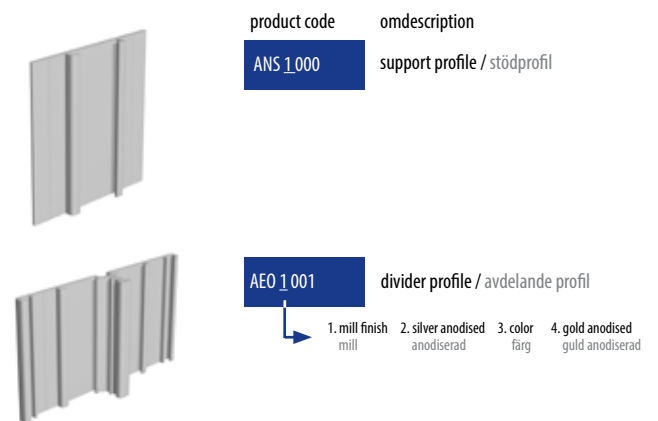 product code omdescription
ANS 1 000 support profile / stödprofil
AEO 1 001 divider profile / avdelande profil
1. mill finish 2. silver anodised 3. color 4. gold anodised
mill anodiserad färg guld anodiserad